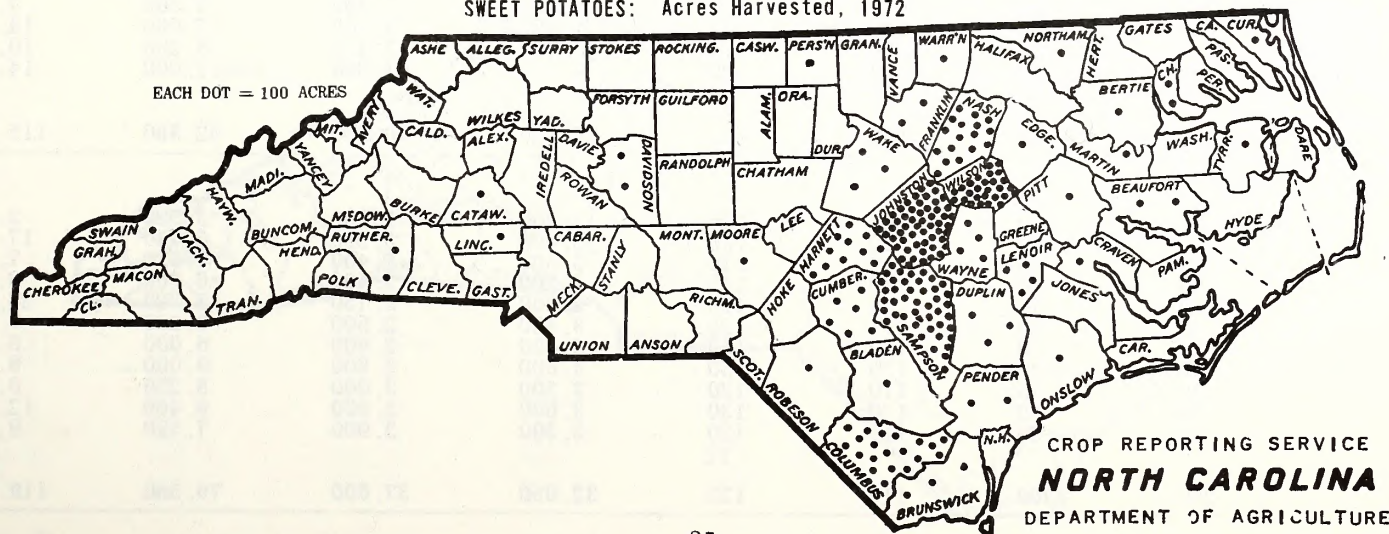 SWEET POTATOES: Acres Harvested, 1972
EACH DOT = 100 ACRES
ASHE ALLEG. SURRY STOKES ROCKING. CASW. PERS'N GRAN. VANCE WARR'N HALIFAX NORTHAM. HERT. GATES CA. CUR.
PAS.
PER.
CH.
WAT. WILKES YAD. FORSYTH GUILFORD ALAM. ORA. DUR. FRANKLIN NASH BERTIE
MIT. AVERY CALD. ALEX. IREDELL DAVIE DAVIDSON RANDOLPH CHATHAM WAKE EDGE. MARTIN WASH. TYRR. DARE
MADI. YANCEY BURKE CATAW. ROWAN JOHNSTON WILSON PITT BEAUFORT HYDE
SWAIN HAYW. BUNCOM. McDOW. LINC. CABAR. STANLY MONT. MOORE LEE HARNETT WAYNE GREENE LENOIR CRAVEN PAM.
GRAH. JACK. HEND. RUTHER.
CHEROKEE MACON CL. TRAN. POLK CLEVE. GAST. MECK. RICHM. HOKE CUMBER. SAMPSON DUPLIN JONES
UNION ANSON SCOT. ROBESON BLADEN PENDER ONSLOW CAR.
COLUMBUS BRUNSWICK N.H.
CROP REPORTING SERVICE
NORTH CAROLINA
DEPARTMENT OF AGRICULTURE